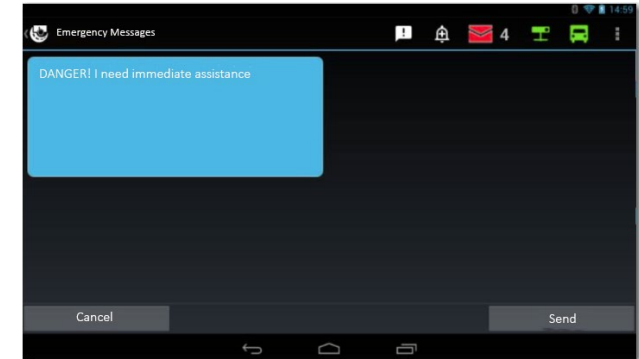 14:59
Emergency Messages
4
DANGER! I need immediate assistance
Cancel
Send